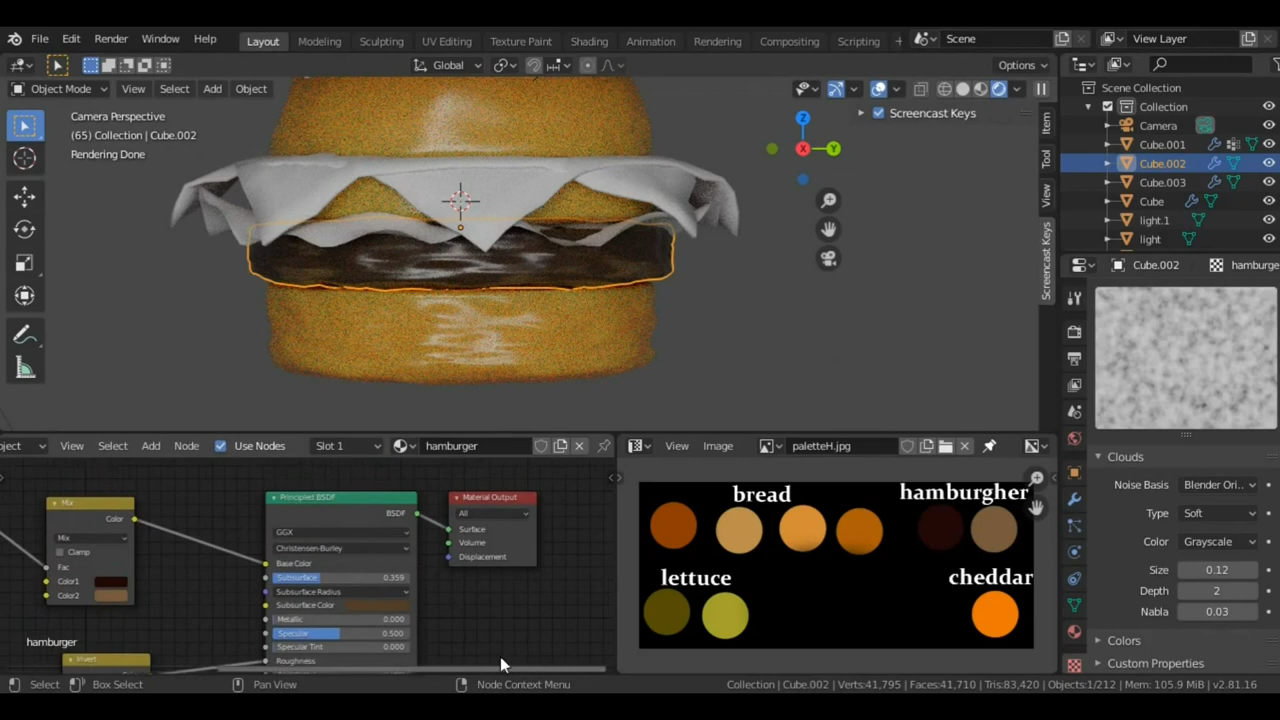 File Edit Render Window Help Layout Modeling Sculpting UV Editing Texture Paint Shading Animation Rendering Compositing Scripting + Scene View Layer
Global Options
Object Mode View Select Add Object
Camera Perspective
(65) Collection | Cube.002
Rendering Done
Screencast Keys
Z
X
Y
Item
Tool
View
Screencast Keys
Scene Collection
Collection
Camera
Cube.001
Cube.002
Cube.003
Cube
light.1
light
Cube.002 hamburge
Clouds
Noise Basis Blender Ori..
Type Soft
Color Grayscale
Size 0.12
Depth 2
Nabla 0.03
Colors
Custom Properties
oject View Select Add Node Use Nodes Slot 1 hamburger
Mix
Color
Mix
Clamp
Fac
Color1
Color2
hamburger
Invert
Principled BSDF
BSDF
GGX
Christensen-Burley
Base Color
Subsurface 0.359
Subsurface Radius
Subsurface Color
Metallic 0.000
Specular 0.500
Specular Tint 0.000
Roughness
Material Output
All
Surface
Volume
Displacement
View Image paletteH.jpg
bread
hamburgher
lettuce
cheddar
Select Box Select Pan View Node Context Menu Collection | Cube.002 | Verts:41,795 | Faces:41,710 | Tris:83,420 | Objects:1/212 | Mem: 105.9 MiB | v2.81.16